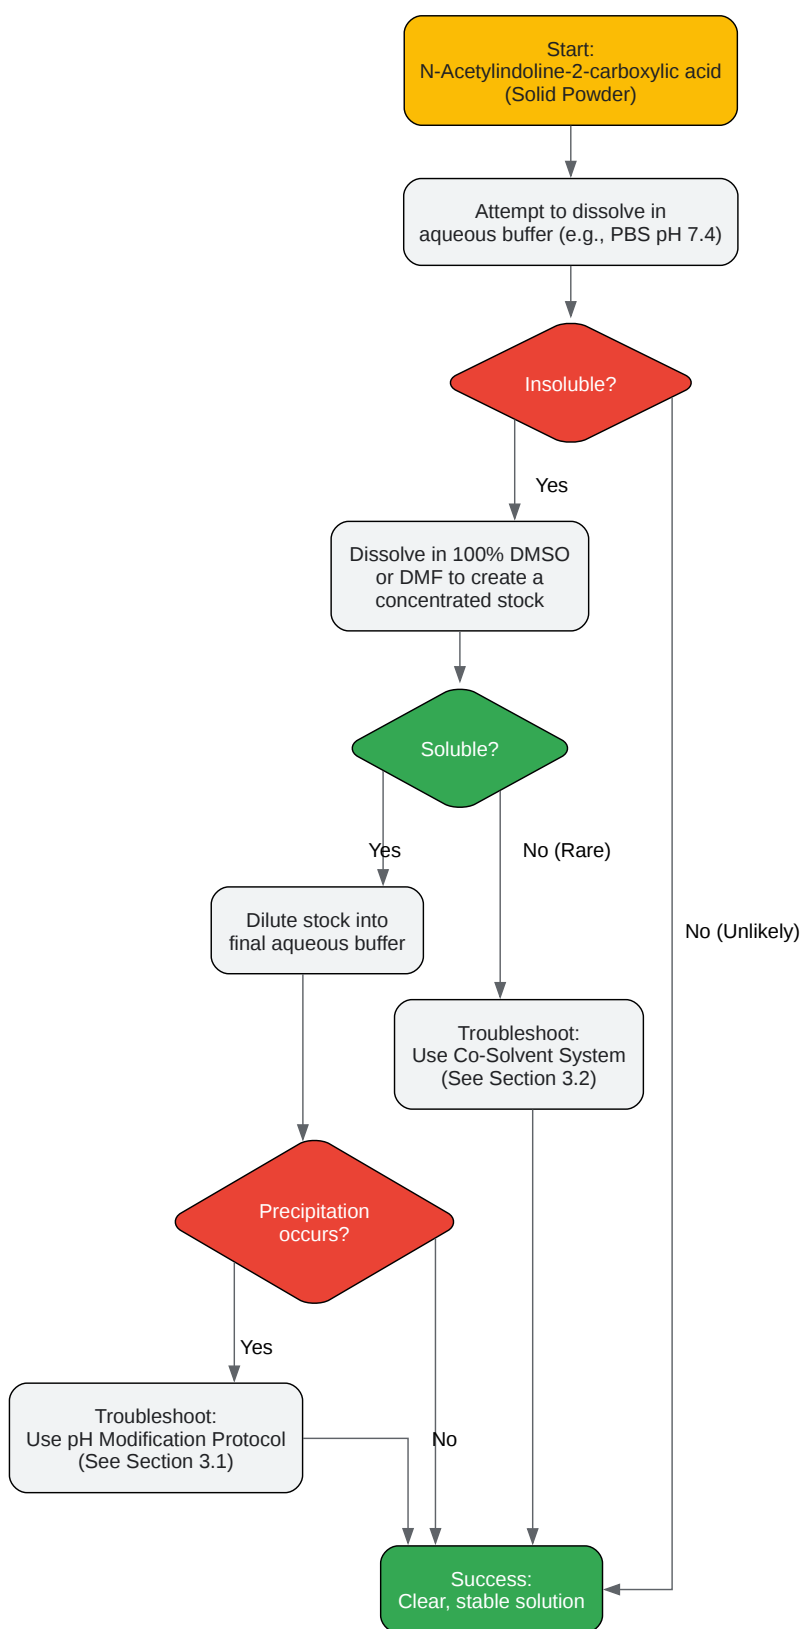 Start:
N-Acetylindoline-2-carboxylic acid
(Solid Powder)
Attempt to dissolve in
aqueous buffer (e.g., PBS pH 7.4)
Insoluble?
Yes
Dissolve in 100% DMSO
or DMF to create a
concentrated stock
Soluble?
Yes
No (Rare)
Dilute stock into
final aqueous buffer
No (Unlikely)
Troubleshoot:
Use Co-Solvent System
(See Section 3.2)
Precipitation
occurs?
Yes
Troubleshoot:
Use pH Modification Protocol
(See Section 3.1)
No
Success:
Clear, stable solution